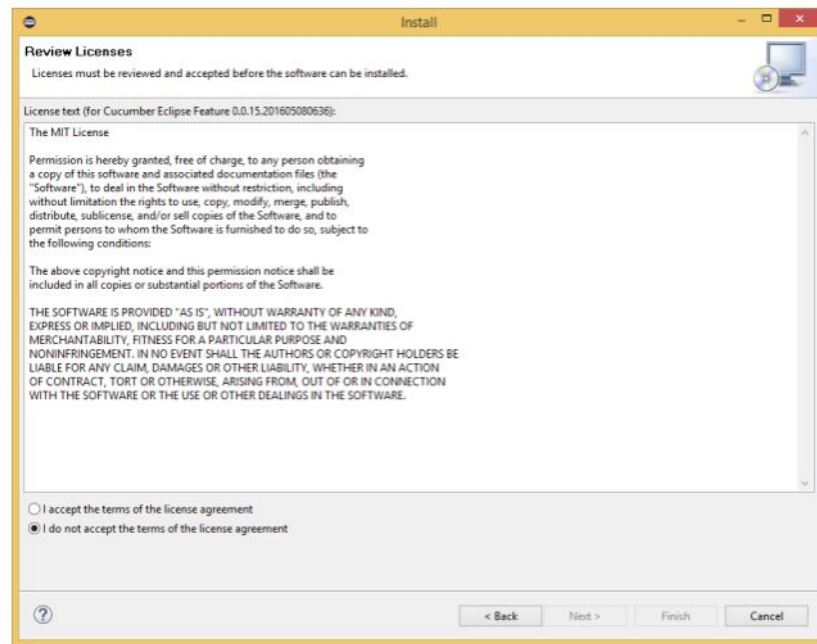 Install
Review Licenses
Licenses must be reviewed and accepted before the software can be installed.
License text (for Cucumber Eclipse Feature 0.0.15.201605080636):
The MIT License
Permission is hereby granted, free of charge, to any person obtaining
a copy of this software and associated documentation files (the
"Software"), to deal in the Software without restriction, including
without limitation the rights to use, copy, modify, merge, publish,
distribute, sublicense, and/or sell copies of the Software, and to
permit persons to whom the Software is furnished to do so, subject to
the following conditions:
The above copyright notice and this permission notice shall be
included in all copies or substantial portions of the Software.
THE SOFTWARE IS PROVIDED "AS IS", WITHOUT WARRANTY OF ANY KIND,
EXPRESS OR IMPLIED, INCLUDING BUT NOT LIMITED TO THE WARRANTIES OF
MERCHANTABILITY, FITNESS FOR A PARTICULAR PURPOSE AND
NONINFRINGEMENT. IN NO EVENT SHALL THE AUTHORS OR COPYRIGHT HOLDERS BE
LIABLE FOR ANY CLAIM, DAMAGES OR OTHER LIABILITY, WHETHER IN AN ACTION
OF CONTRACT, TORT OR OTHERWISE, ARISING FROM, OUT OF OR IN CONNECTION
WITH THE SOFTWARE OR THE USE OR OTHER DEALINGS IN THE SOFTWARE.
I accept the terms of the license agreement
I do not accept the terms of the license agreement
? < Back Next > Finish Cancel